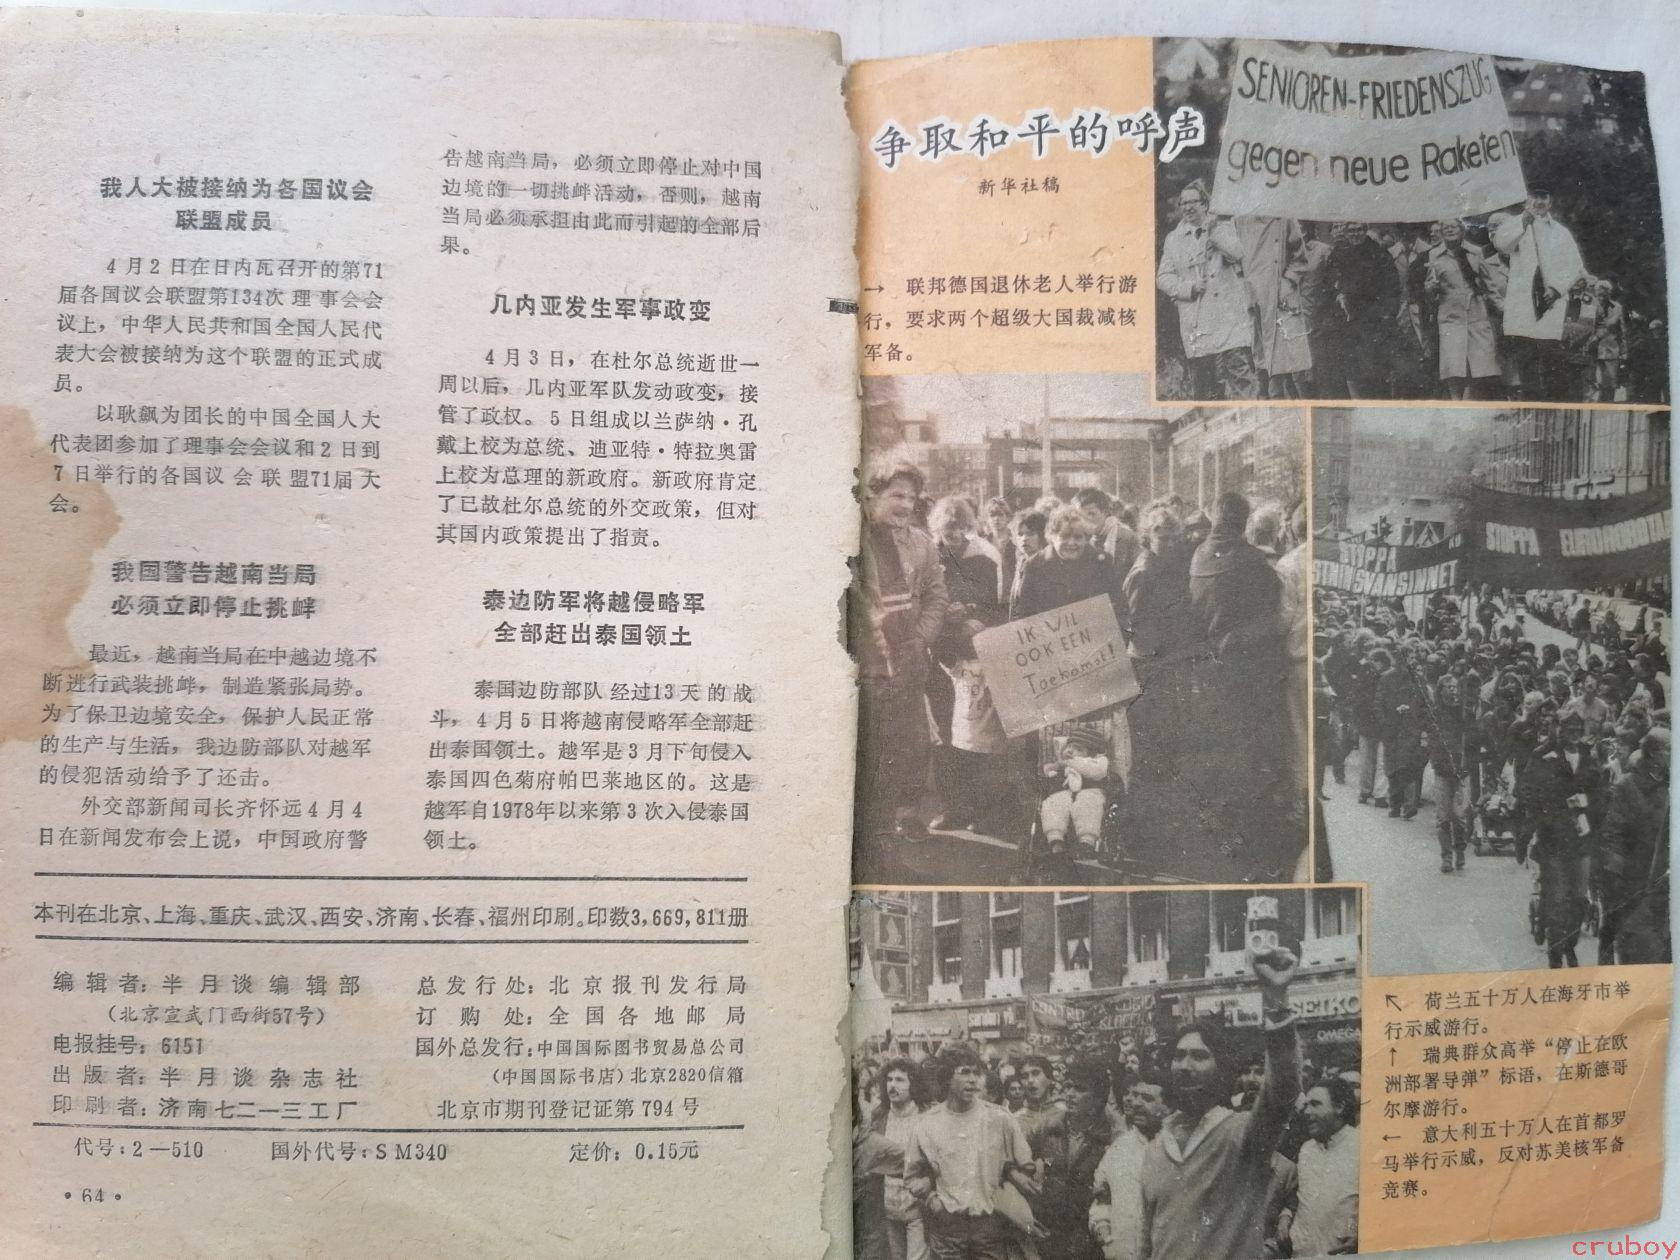 我人大被接纳为各国议会
联盟成员
4月2日在日内瓦召开的第71
届各国议会联盟第134次理事会会
议上，中华人民共和国全国人民代
表大会被接纳为这个联盟的正式成
员。
以耿飙为团长的中国全国人大
代表团参加了理事会会议和2日到
7日举行的各国议会联盟71届大
会。
我国警告越南当局
必须立即停止挑衅
最近，越南当局在中越边境不
断进行武装挑衅，制造紧张局势。
为了保卫边境安全，保护人民正常
的生产与生活，我边防部队对越军
的侵犯活动给予了还击。
外交部新闻司长齐怀远4月4
日在新闻发布会上说，中国政府警
告越南当局，必须立即停止对中国
边境的一切挑衅活动，否则，越南
当局必须承担由此而引起的全部后
果。
几内亚发生军事政变
4月3日，在杜尔总统逝世一
周以后，几内亚军队发动政变，接
管了政权。5日组成以兰萨纳·孔
戴上校为总统、迪亚特·特拉奥雷
上校为总理的新政府。新政府肯定
了已故杜尔总统的外交政策，但对
其国内政策提出了指责。
泰边防军将越侵略军
全部赶出泰国领土
泰国边防部队经过13天的战
斗，4月5日将越南侵略军全部赶
出泰国领土。越军是3月下旬侵入
泰国四色菊府帕巴莱地区的。这是
越军自1978年以来第3次入侵泰国
领土。
本刊在北京、上海、重庆、武汉、西安、济南、长春、福州印刷。印数3,669,811册
编辑者：半月谈编辑部
（北京宣武门西街57号）
电报挂号：6151
出版者：半月谈杂志社
印刷者：济南七二一三工厂
总发行处：北京报刊发行局
订购处：全国各地邮局
国外总发行：中国国际图书贸易总公司
（中国国际书店）北京2820信箱
北京市期刊登记证第794号
代号：2—510 国外代号：SM340 定价：0.15元
·64·
争取和平的呼声
新华社稿
→ 联邦德国退休老人举行游
行，要求两个超级大国裁减核
军备。
SENIOREN-FRIEDENSZUG
gegen neue Raketen
IK WIL
OOK EEN
Toekomst!
STOPPA
STOPPA EUROMOROTA
SEIKO
OMEGA
↖ 荷兰五十万人在海牙市举
行示威游行。
↑ 瑞典群众高举“停止在欧
洲部署导弹”标语，在斯德哥
尔摩游行。
← 意大利五十万人在首都罗
马举行示威，反对苏美核军备
竞赛。
cruboy